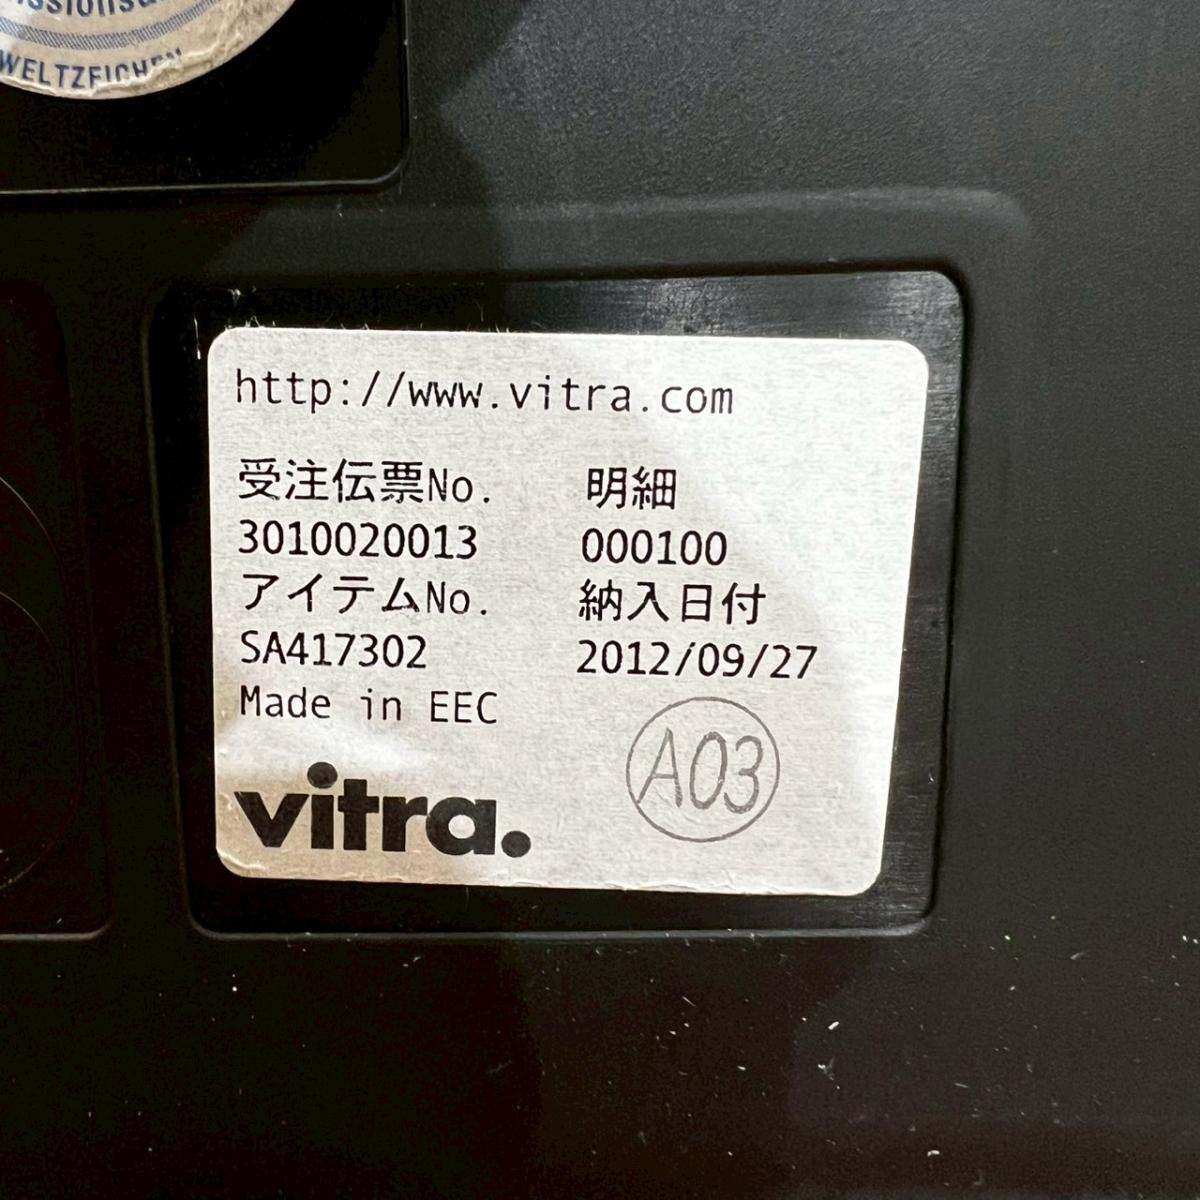 WELTZEICHEN
http://www.vitra.com
受注伝票No. 明細
3010020013 000100
アイテムNo. 納入日付
SA417302 2012/09/27
Made in EEC
A03
vitra.